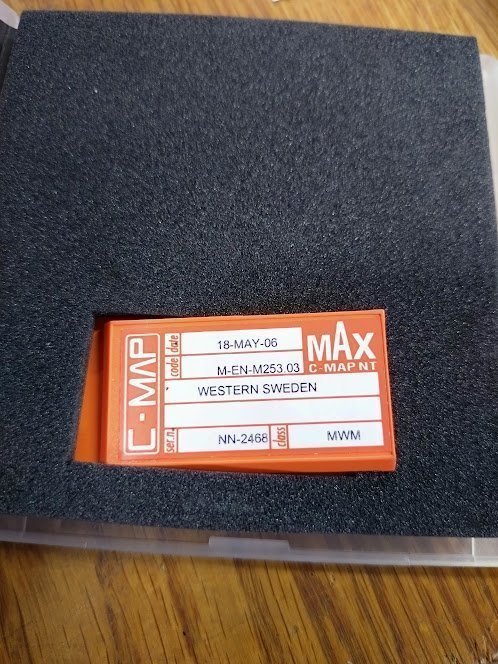 C-MAP
date 18-MAY-06
code M-EN-M253.03
MAX
C-MAP NT
WESTERN SWEDEN
ser.n. NN-2468
class MWM